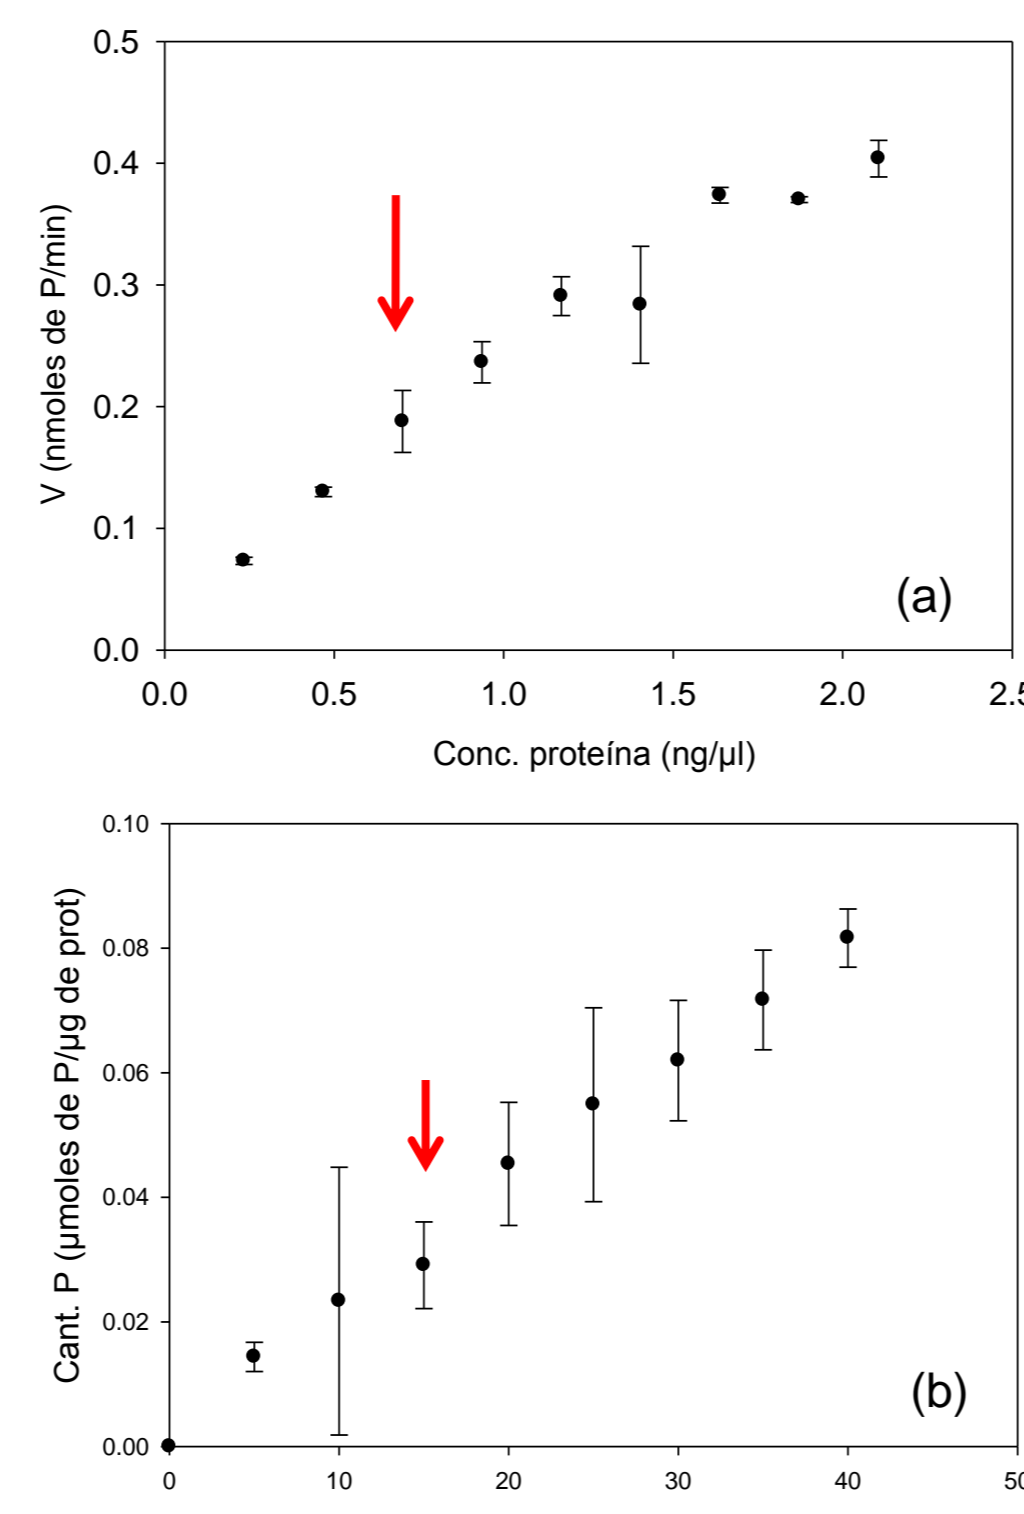 0.5
0.4
0.3
0.2
0.1
0.0
V (nmoles de P/min)
(a)
0.0 0.5 1.0 1.5 2.0 2.5
Conc. proteína (ng/µl)
0.10
0.08
0.06
0.04
0.02
0.00
Cant. P (µmoles de P/µg de prot)
(b)
0 10 20 30 40 50